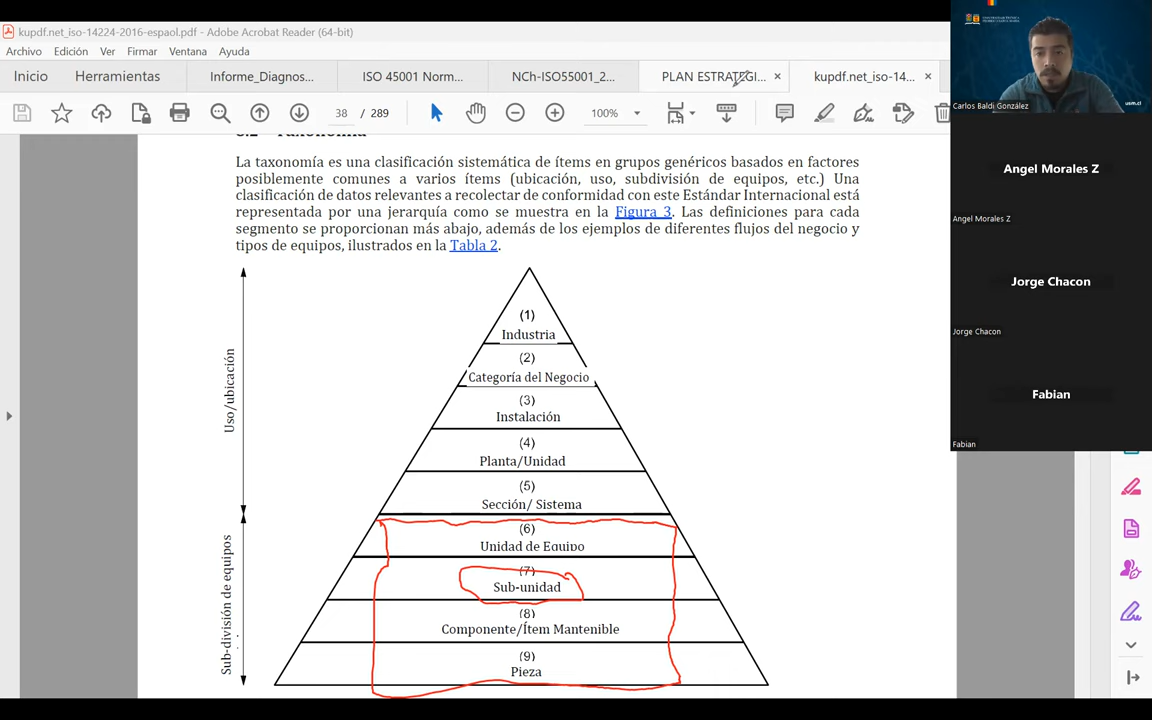 kupdf.net_iso-14224-2016-espaol.pdf - Adobe Acrobat Reader (64-bit)
Archivo Edición Ver Firmar Ventana Ayuda
Inicio Herramientas Informe_Diagnos... ISO 45001 Norm... NCh-ISO55001_2... PLAN ESTRATEGI... × kupdf.net_iso-14... ×
38 / 289 100%
Taxonomía
La taxonomía es una clasificación sistemática de ítems en grupos genéricos basados en factores
posiblemente comunes a varios ítems (ubicación, uso, subdivisión de equipos, etc.) Una
clasificación de datos relevantes a recolectar de conformidad con este Estándar Internacional está
representada por una jerarquía como se muestra en la Figura 3. Las definiciones para cada
segmento se proporcionan más abajo, además de los ejemplos de diferentes flujos del negocio y
tipos de equipos, ilustrados en la Tabla 2.
Uso/ubicación
Sub-división de equipos
(1)
Industria
(2)
Categoría del Negocio
(3)
Instalación
(4)
Planta/Unidad
(5)
Sección/ Sistema
(6)
Unidad de Equipo
(7)
Sub-unidad
(8)
Componente/Ítem Mantenible
(9)
Pieza
usm.cl
Carlos Baldi González
Angel Morales Z
Angel Morales Z
Jorge Chacon
Jorge Chacon
Fabian
Fabian